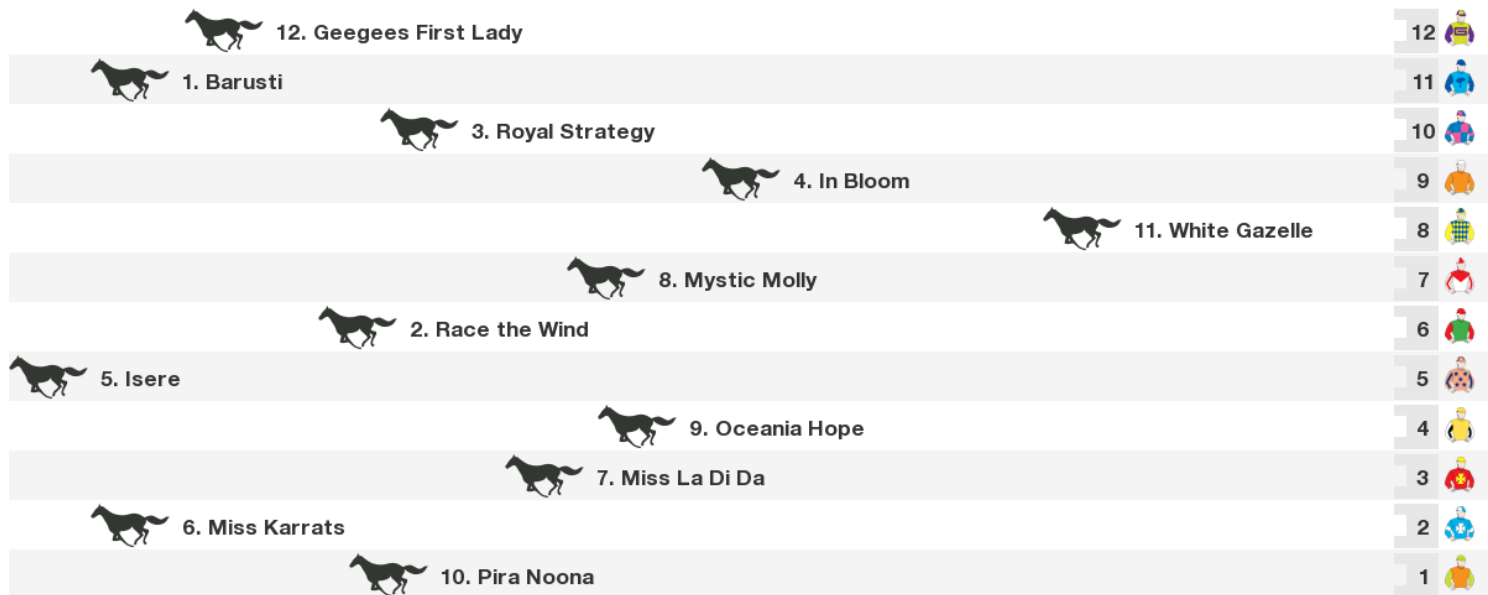 12. Geegees First Lady 12
1. Barusti 11
3. Royal Strategy 10
4. In Bloom 9
11. White Gazelle 8
8. Mystic Molly 7
2. Race the Wind 6
5. Isere 5
9. Oceania Hope 4
7. Miss La Di Da 3
6. Miss Karrats 2
10. Pira Noona 1